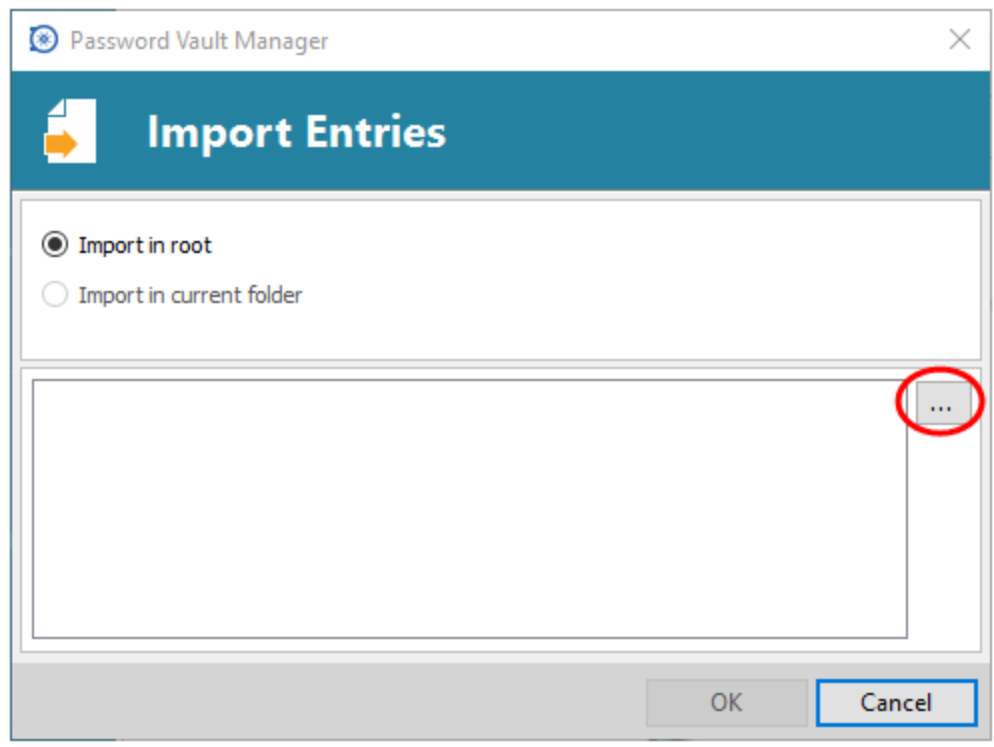 Password Vault Manager
Import Entries
Import in root
Import in current folder
...
OK
Cancel